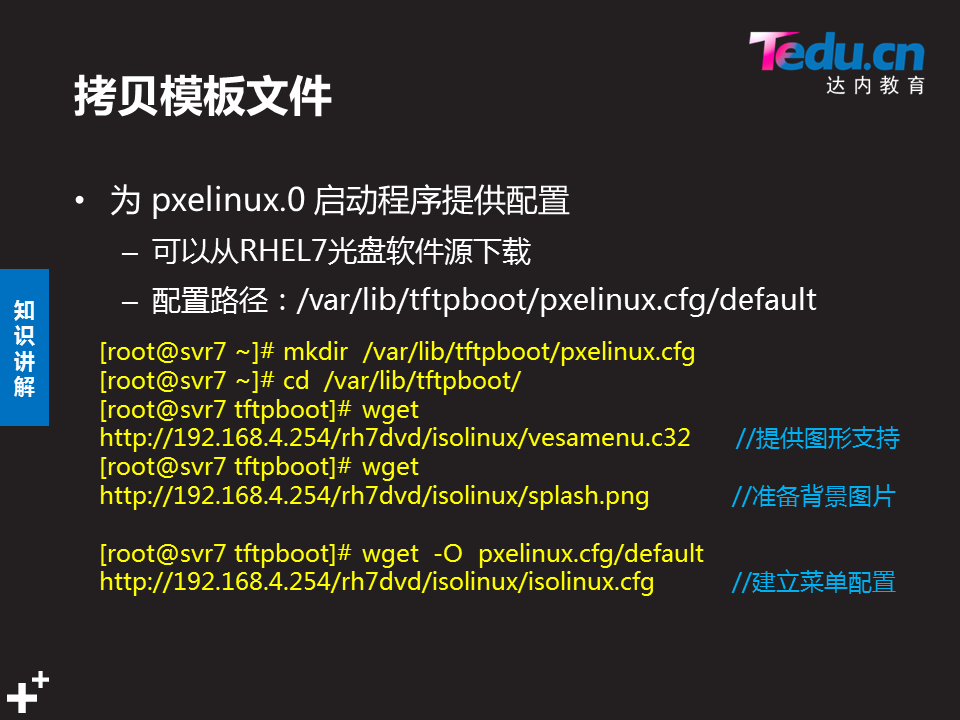 Tedu.cn
达内教育
拷贝模板文件
• 为 pxelinux.0 启动程序提供配置
– 可以从RHEL7光盘软件源下载
– 配置路径：/var/lib/tftpboot/pxelinux.cfg/default
知识讲解
[root@svr7 ~]# mkdir /var/lib/tftpboot/pxelinux.cfg
[root@svr7 ~]# cd /var/lib/tftpboot/
[root@svr7 tftpboot]# wget
http://192.168.4.254/rh7dvd/isolinux/vesamenu.c32 //提供图形支持
[root@svr7 tftpboot]# wget
http://192.168.4.254/rh7dvd/isolinux/splash.png //准备背景图片
[root@svr7 tftpboot]# wget -O pxelinux.cfg/default
http://192.168.4.254/rh7dvd/isolinux/isolinux.cfg //建立菜单配置